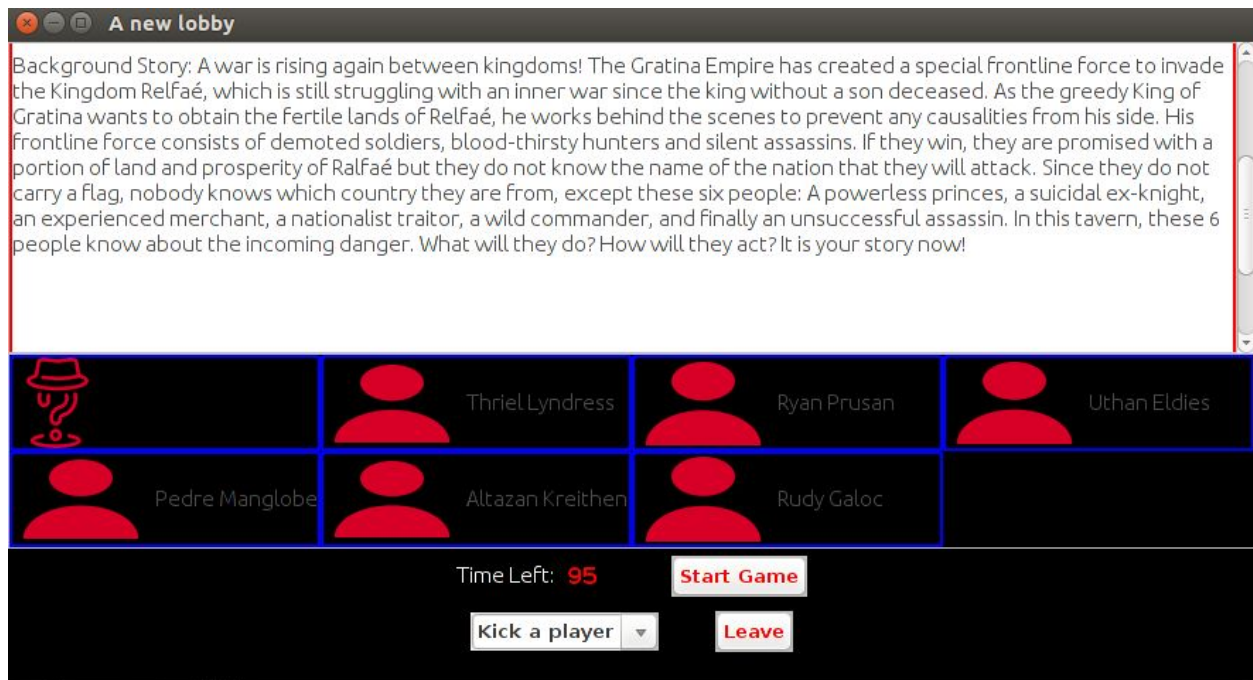 A new lobby
Background Story: A war is rising again between kingdoms! The Gratina Empire has created a special frontline force to invade
the Kingdom Relfaé, which is still struggling with an inner war since the king without a son deceased. As the greedy King of
Gratina wants to obtain the fertile lands of Relfaé, he works behind the scenes to prevent any causalities from his side. His
frontline force consists of demoted soldiers, blood-thirsty hunters and silent assassins. If they win, they are promised with a
portion of land and prosperity of Ralfaé but they do not know the name of the nation that they will attack. Since they do not
carry a flag, nobody knows which country they are from, except these six people: A powerless princes, a suicidal ex-knight,
an experienced merchant, a nationalist traitor, a wild commander, and finally an unsuccessful assassin. In this tavern, these 6
people know about the incoming danger. What will they do? How will they act? It is your story now!
Thriel Lyndress
Ryan Prusan
Uthan Eldies
Pedre Manglobe
Altazan Kreithen
Rudy Galoc
Time Left: 95
Start Game
Kick a player
Leave